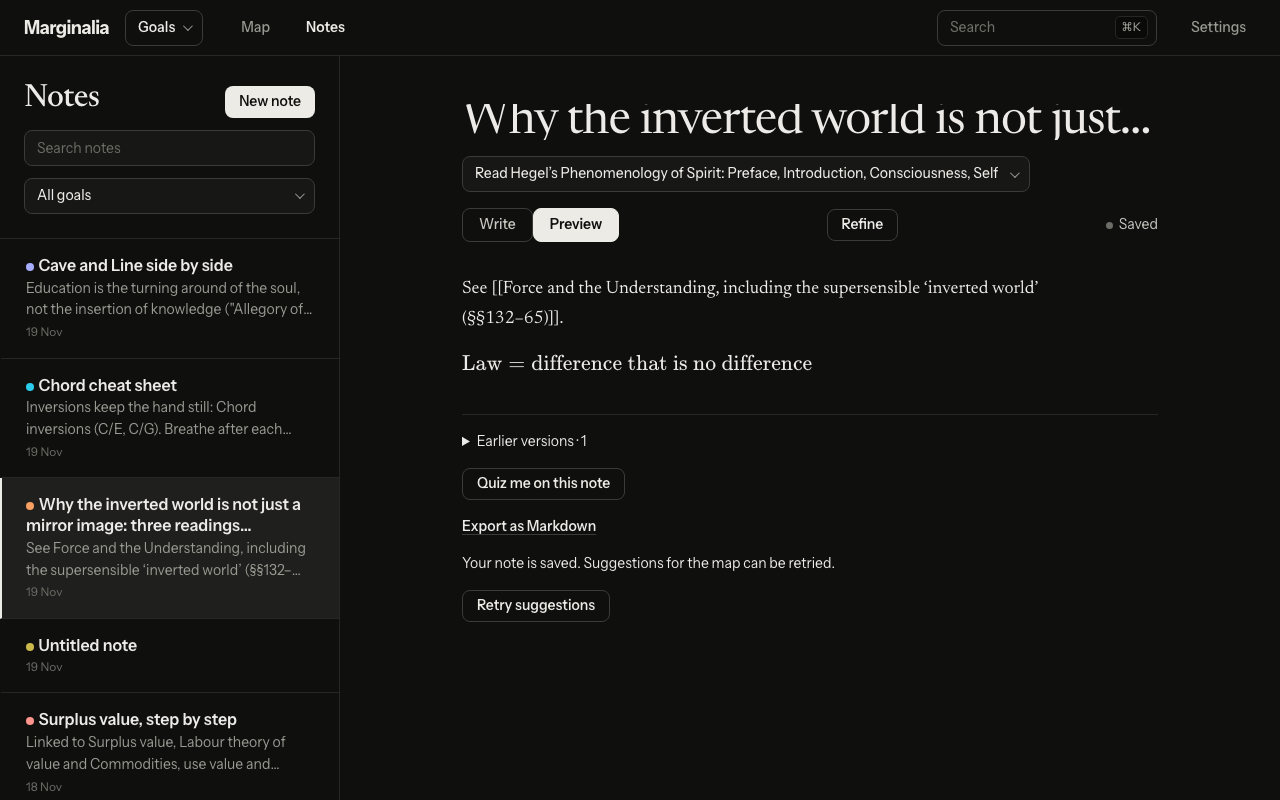 Marginalia
Goals
Map
Notes
Search
⌘K
Settings
Notes
New note
Search notes
All goals
Cave and Line side by side
Education is the turning around of the soul,
not the insertion of knowledge ("Allegory of…
19 Nov
Chord cheat sheet
Inversions keep the hand still: Chord
inversions (C/E, C/G). Breathe after each…
19 Nov
Why the inverted world is not just a
mirror image: three readings…
See Force and the Understanding, including
the supersensible ‘inverted world’ (§§132–…
19 Nov
Untitled note
19 Nov
Surplus value, step by step
Linked to Surplus value, Labour theory of
value and Commodities, use value and…
18 Nov
Why the inverted world is not just…
Read Hegel’s Phenomenology of Spirit: Preface, Introduction, Consciousness, Self
Write
Preview
Refine
Saved
See [[Force and the Understanding, including the supersensible ‘inverted world’
(§§132–65)]].
Law = difference that is no difference
Earlier versions · 1
Quiz me on this note
Export as Markdown
Your note is saved. Suggestions for the map can be retried.
Retry suggestions